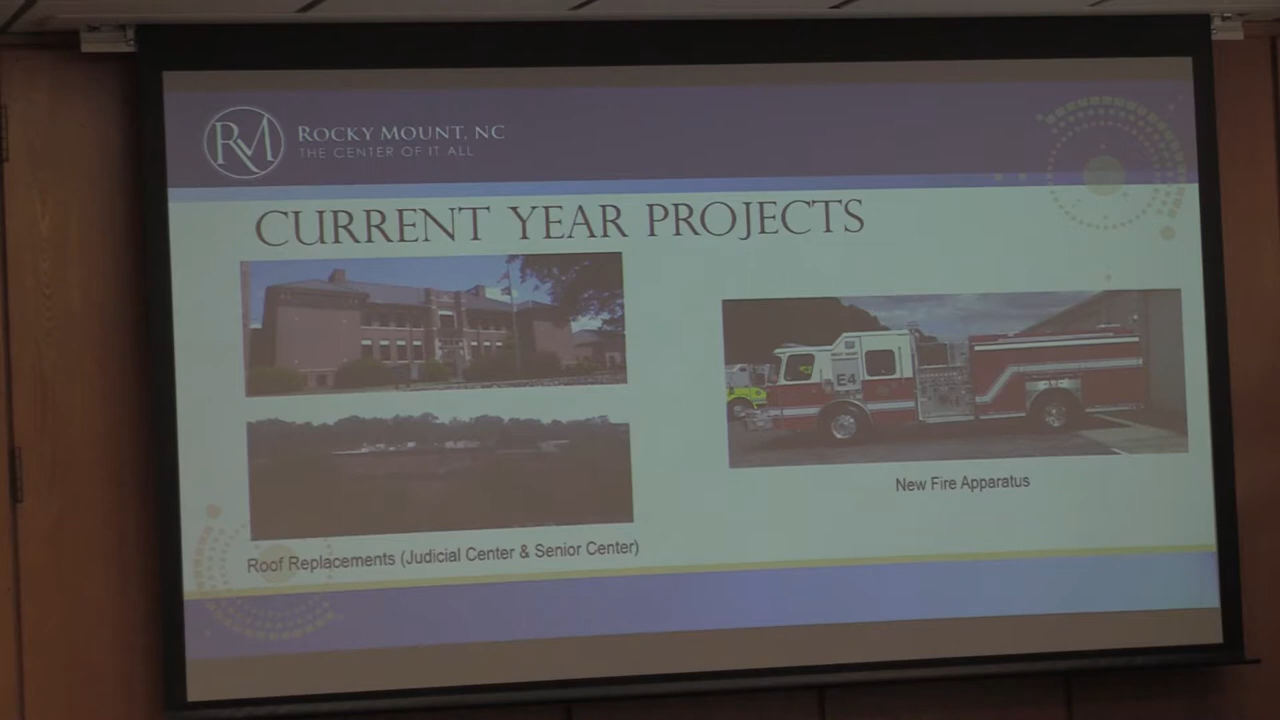 RM
ROCKY MOUNT, NC
THE CENTER OF IT ALL
CURRENT YEAR PROJECTS
E4
New Fire Apparatus
Roof Replacements (Judicial Center & Senior Center)